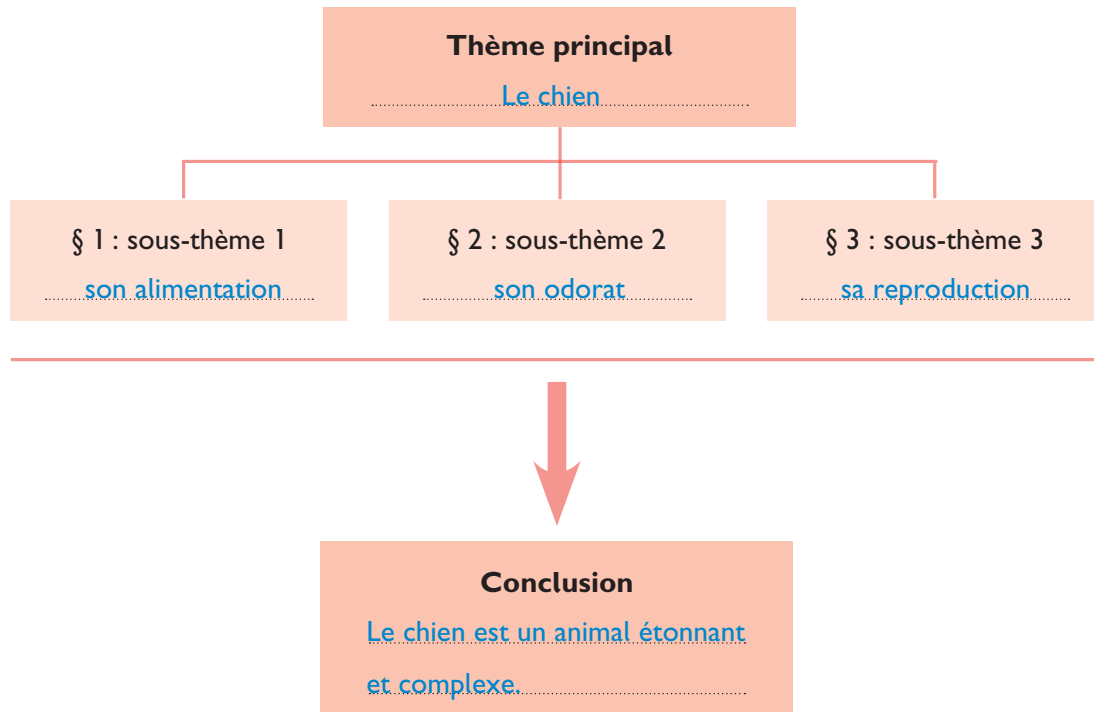 Thème principal
Le chien
§ 1 : sous-thème 1
son alimentation
§ 2 : sous-thème 2
son odorat
§ 3 : sous-thème 3
sa reproduction
Conclusion
Le chien est un animal étonnant
et complexe.